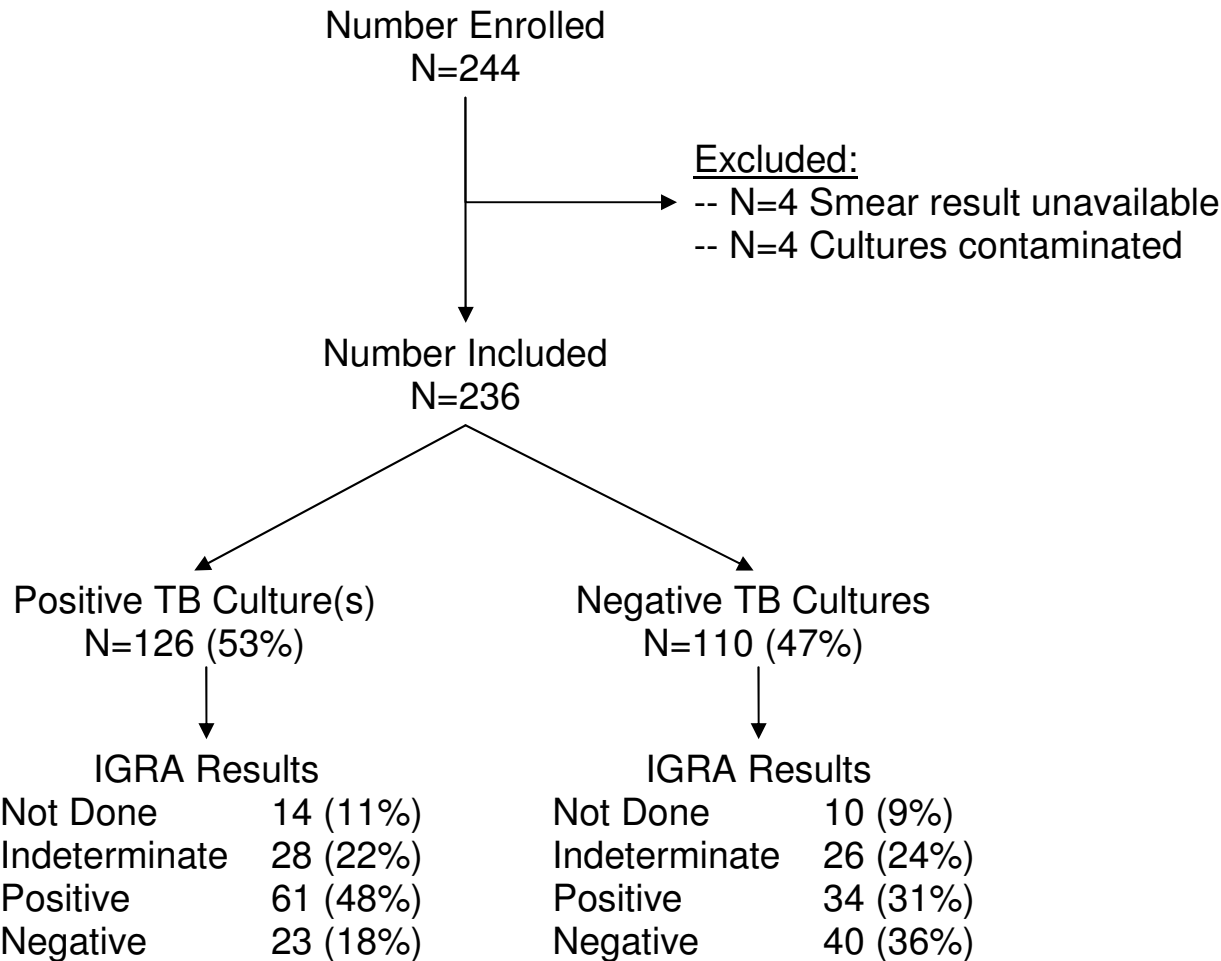 Number Enrolled
N=244
Excluded:
-- N=4 Smear result unavailable
-- N=4 Cultures contaminated
Number Included
N=236
Positive TB Culture(s)
N=126 (53%)
Negative TB Cultures
N=110 (47%)
IGRA Results
Not Done 14 (11%)
Indeterminate 28 (22%)
Positive 61 (48%)
Negative 23 (18%)
IGRA Results
Not Done 10 (9%)
Indeterminate 26 (24%)
Positive 34 (31%)
Negative 40 (36%)